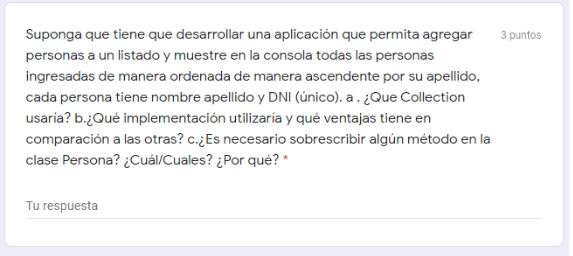 Suponga que tiene que desarrollar una aplicación que permita agregar 3 puntos
personas a un listado y muestre en la consola todas las personas
ingresadas de manera ordenada de manera ascendente por su apellido,
cada persona tiene nombre apellido y DNI (único). a . ¿Que Collection
usaría? b.¿Qué implementación utilizaría y qué ventajas tiene en
comparación a las otras? c.¿Es necesario sobrescribir algún método en la
clase Persona? ¿Cuál/Cuales? ¿Por qué? *
Tu respuesta